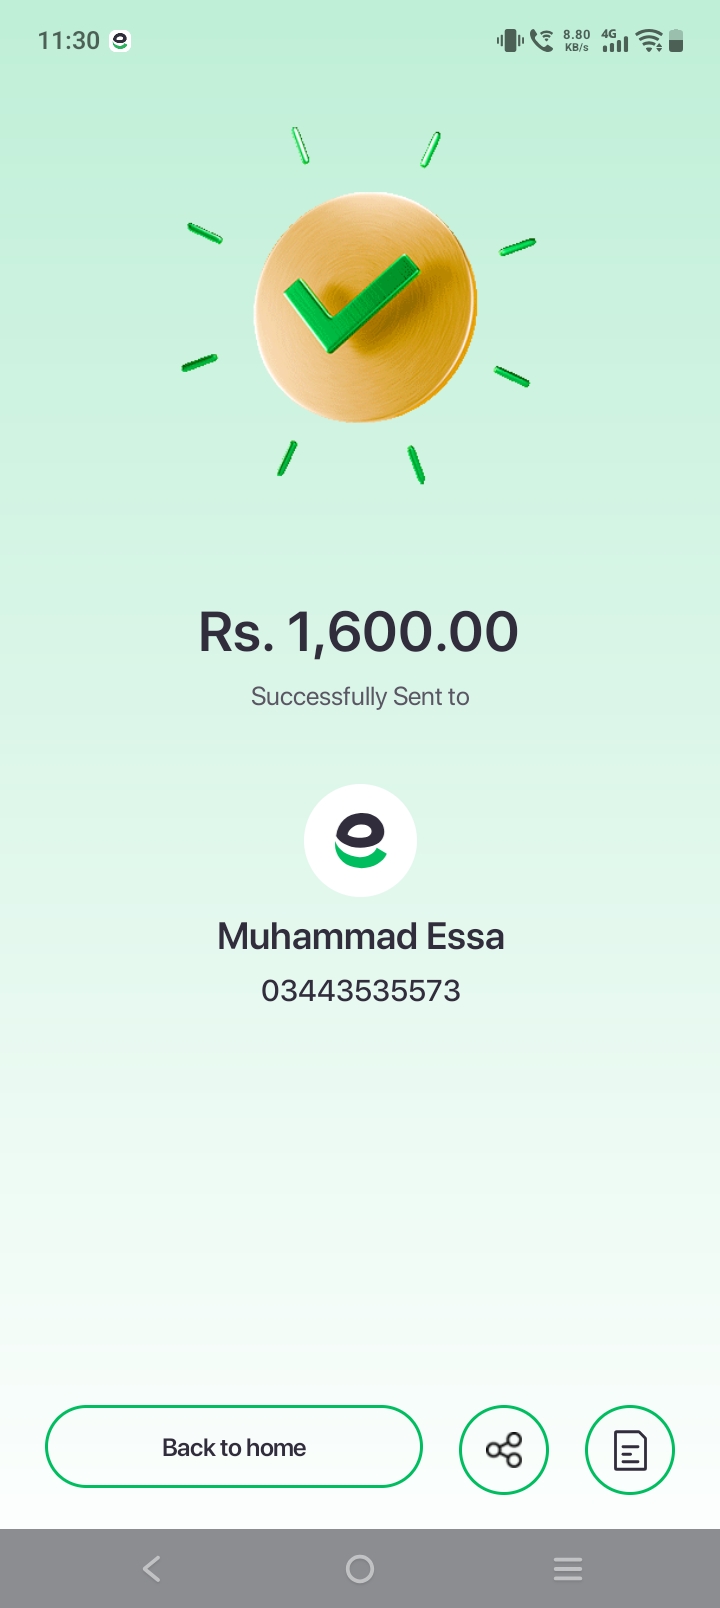 11:30
8.80
KB/s
4G
Rs. 1,600.00
Successfully Sent to
Muhammad Essa
03443535573
Back to home